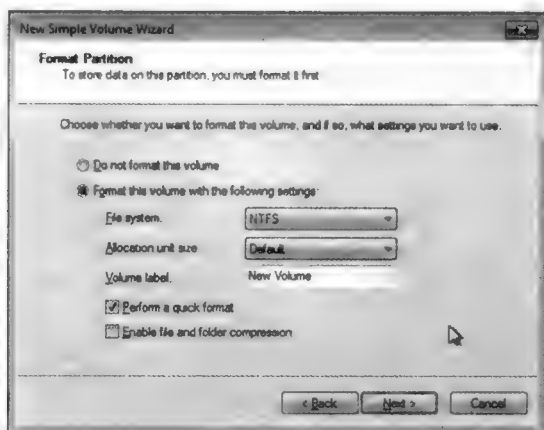 New Simple Volume Wizard
Format Partition
To store data on this partition, you must format it first
Choose whether you want to format this volume, and if so, what settings you want to use.
Do not format this volume
Format this volume with the following settings:
File system.
NTFS
Allocation unit size
Default
Volume label.
New Volume
Perform a quick format
Enable file and folder compression
< Back
Next >
Cancel